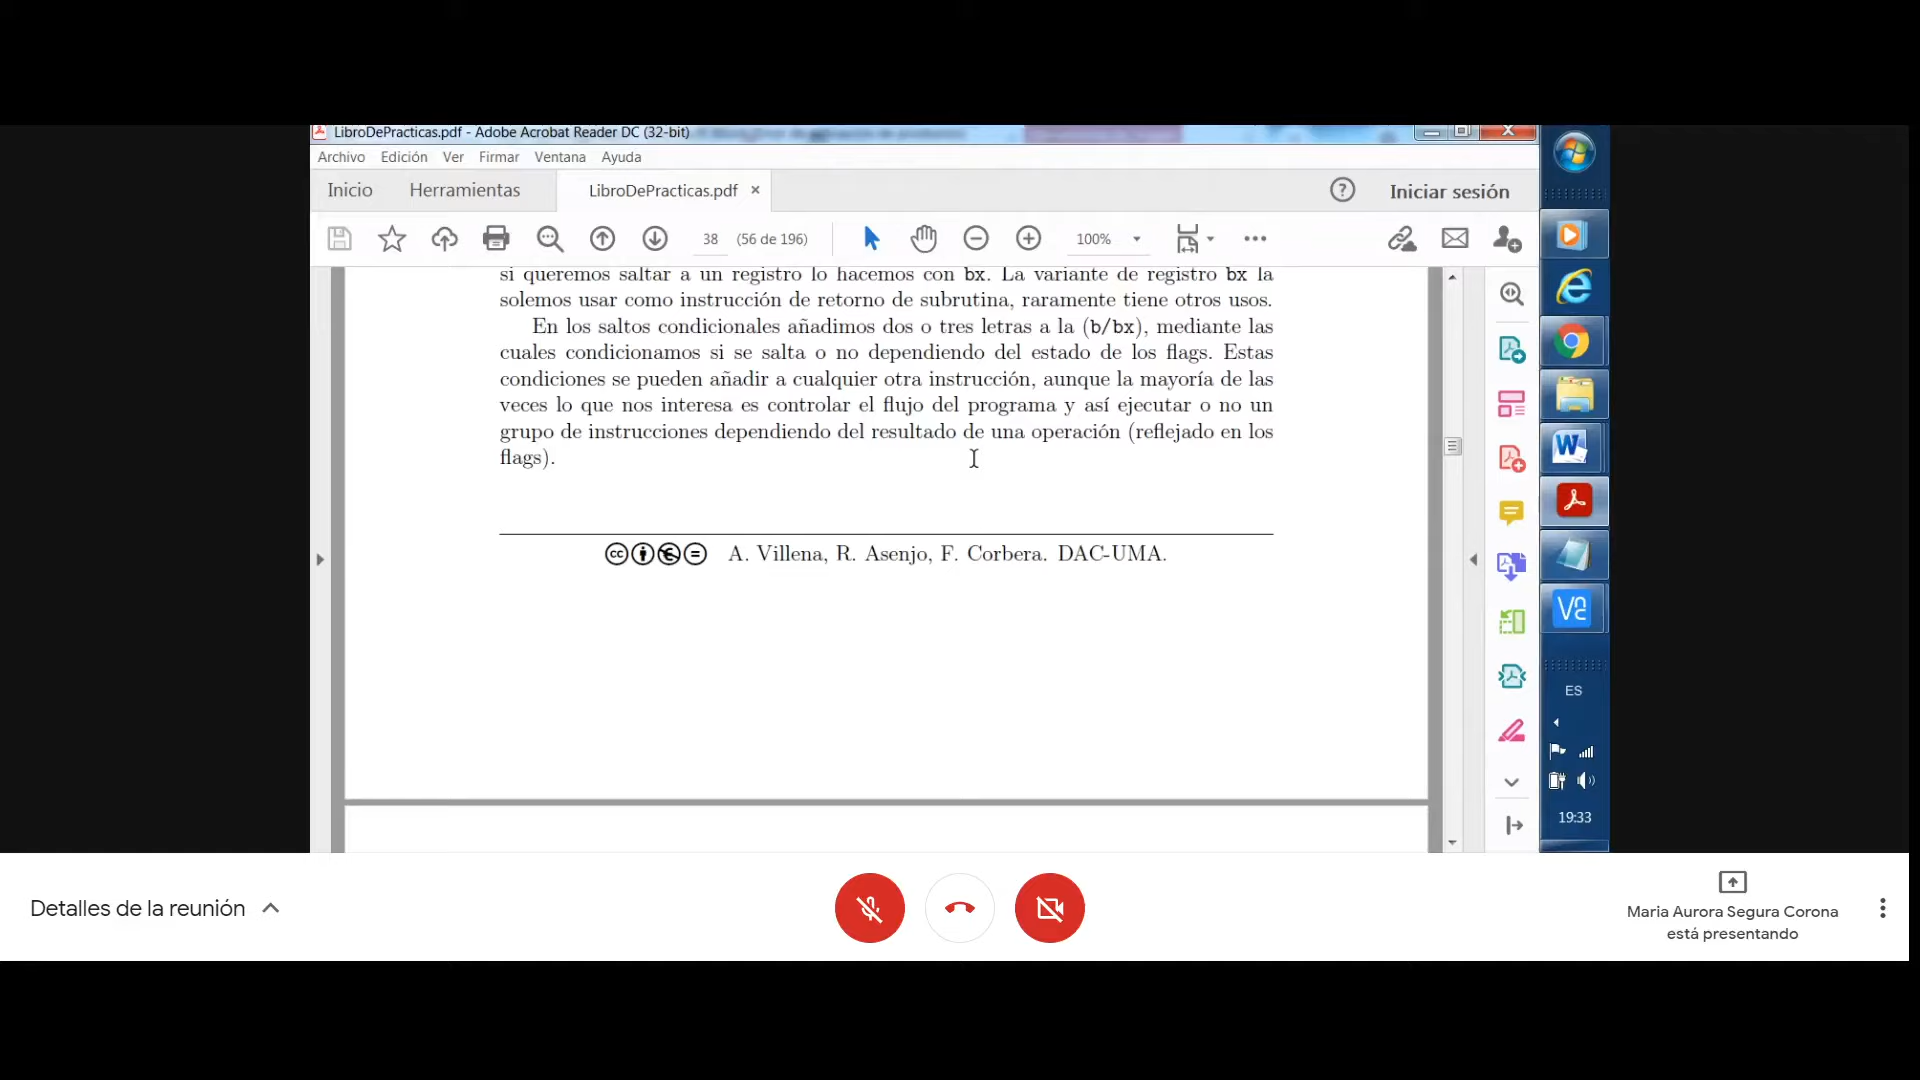 LibroDePracticas.pdf - Adobe Acrobat Reader DC (32-bit)
Archivo Edición Ver Firmar Ventana Ayuda
Inicio Herramientas LibroDePracticas.pdf × ? Iniciar sesión
38 (56 de 196) 100%
si queremos saltar a un registro lo hacemos con bx. La variante de registro bx la
solemos usar como instrucción de retorno de subrutina, raramente tiene otros usos.
En los saltos condicionales añadimos dos o tres letras a la (b/bx), mediante las
cuales condicionamos si se salta o no dependiendo del estado de los flags. Estas
condiciones se pueden añadir a cualquier otra instrucción, aunque la mayoría de las
veces lo que nos interesa es controlar el flujo del programa y así ejecutar o no un
grupo de instrucciones dependiendo del resultado de una operación (reflejado en los
flags).
A. Villena, R. Asenjo, F. Corbera. DAC-UMA.
ES
19:33
Detalles de la reunión
Maria Aurora Segura Corona
está presentando